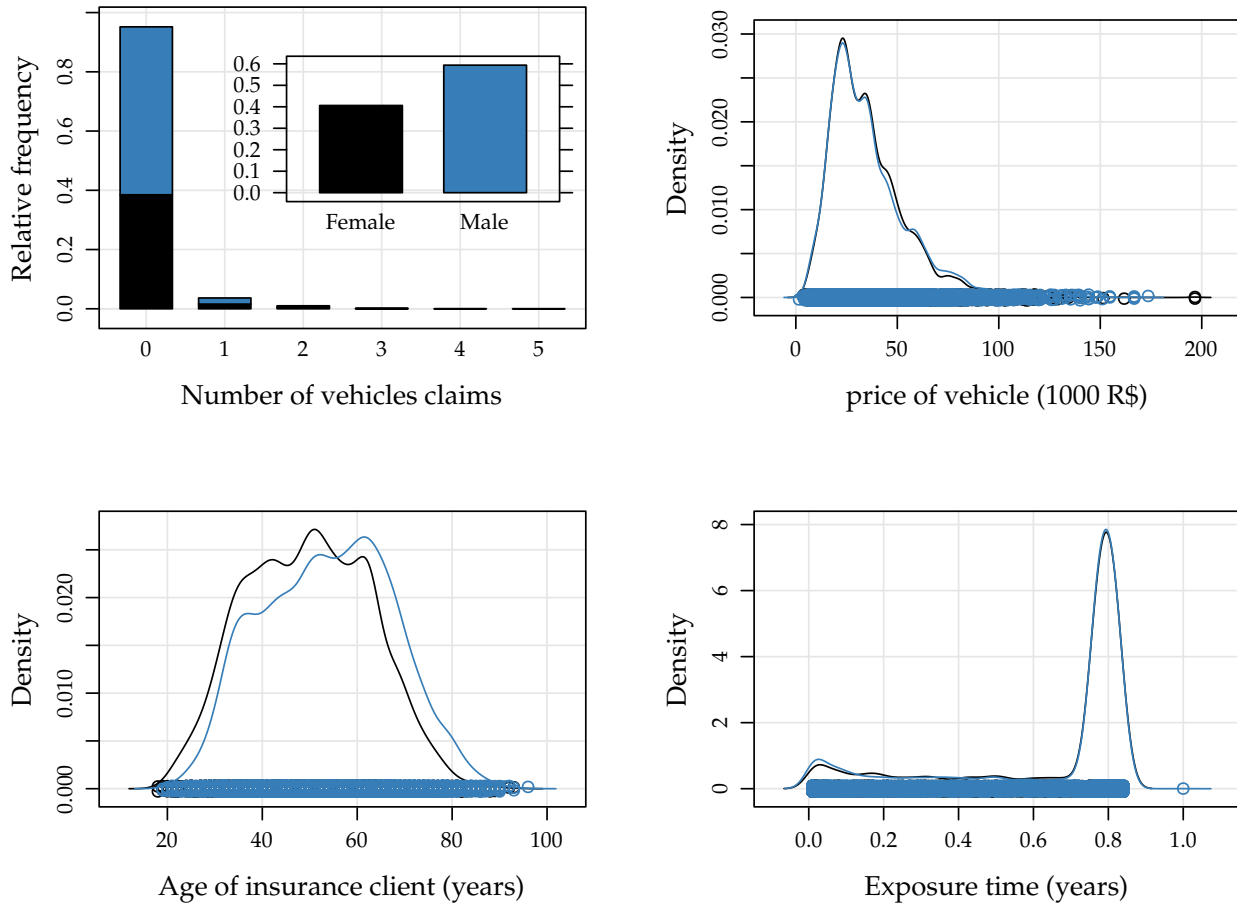 Relative frequency
0.0 0.2 0.4 0.6 0.8
0.0 0.1 0.2 0.3 0.4 0.5 0.6
Female Male
0 1 2 3 4 5
Number of vehicles claims
Density
0.000 0.010 0.020 0.030
0 50 100 150 200
price of vehicle (1000 R$)
Density
0.000 0.010 0.020
20 40 60 80 100
Age of insurance client (years)
Density
0 2 4 6 8
0.0 0.2 0.4 0.6 0.8 1.0
Exposure time (years)